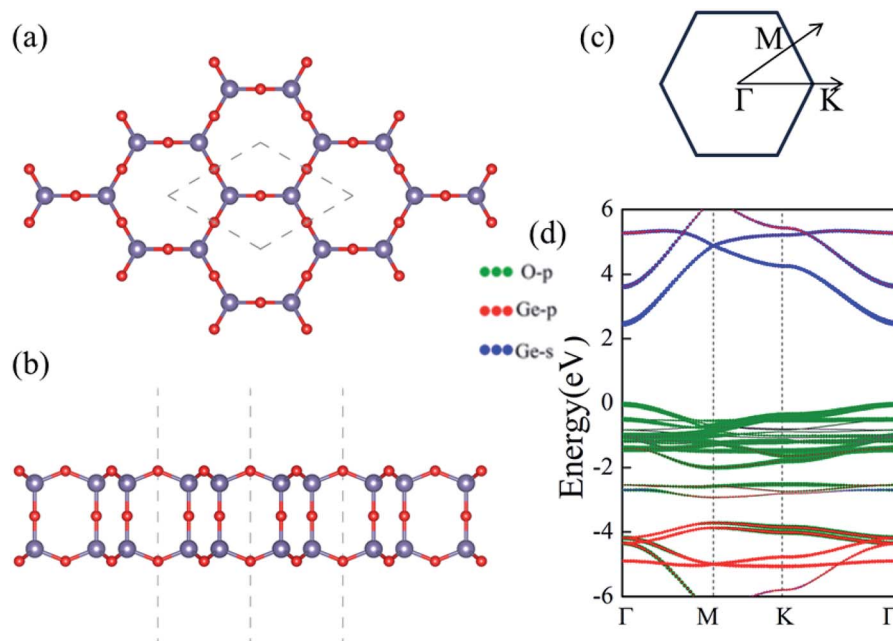 (a)
(c)
M
Γ
K
(d)
6
4
2
0
-2
-4
-6
Energy(eV)
O-p
Ge-p
Ge-s
Γ
M
K
Γ
(b)